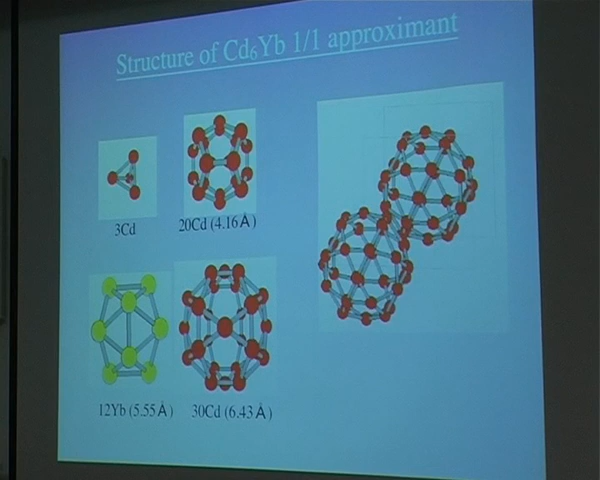 Structure of Cd₆Yb 1/1 approximant
3Cd
20Cd (4.16Å)
12Yb (5.55Å)
30Cd (6.43Å)